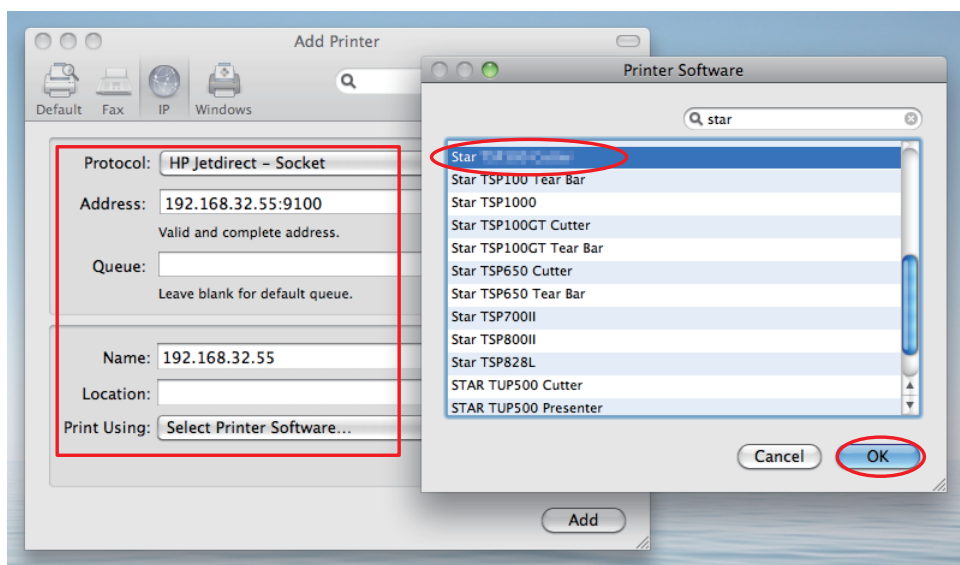 Add Printer
Default Fax IP Windows
Protocol: HP Jetdirect – Socket
Address: 192.168.32.55:9100
Valid and complete address.
Queue:
Leave blank for default queue.
Name: 192.168.32.55
Location:
Print Using: Select Printer Software...
Add
Printer Software
star
Star
Star TSP100 Tear Bar
Star TSP1000
Star TSP100GT Cutter
Star TSP100GT Tear Bar
Star TSP650 Cutter
Star TSP650 Tear Bar
Star TSP700II
Star TSP800II
Star TSP828L
STAR TUP500 Cutter
STAR TUP500 Presenter
Cancel OK